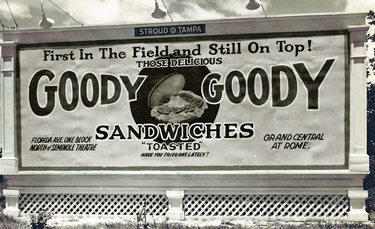 STROUD OF TAMPA
First In The Field and Still On Top!
THOSE DELICIOUS
GOODY GOODY
SANDWICHES
"TOASTED"
HAVE YOU TRIED ONE LATELY?
FLORIDA AVE. ONE BLOCK
NORTH of SEMINOLE THEATRE
GRAND CENTRAL
AT ROME.